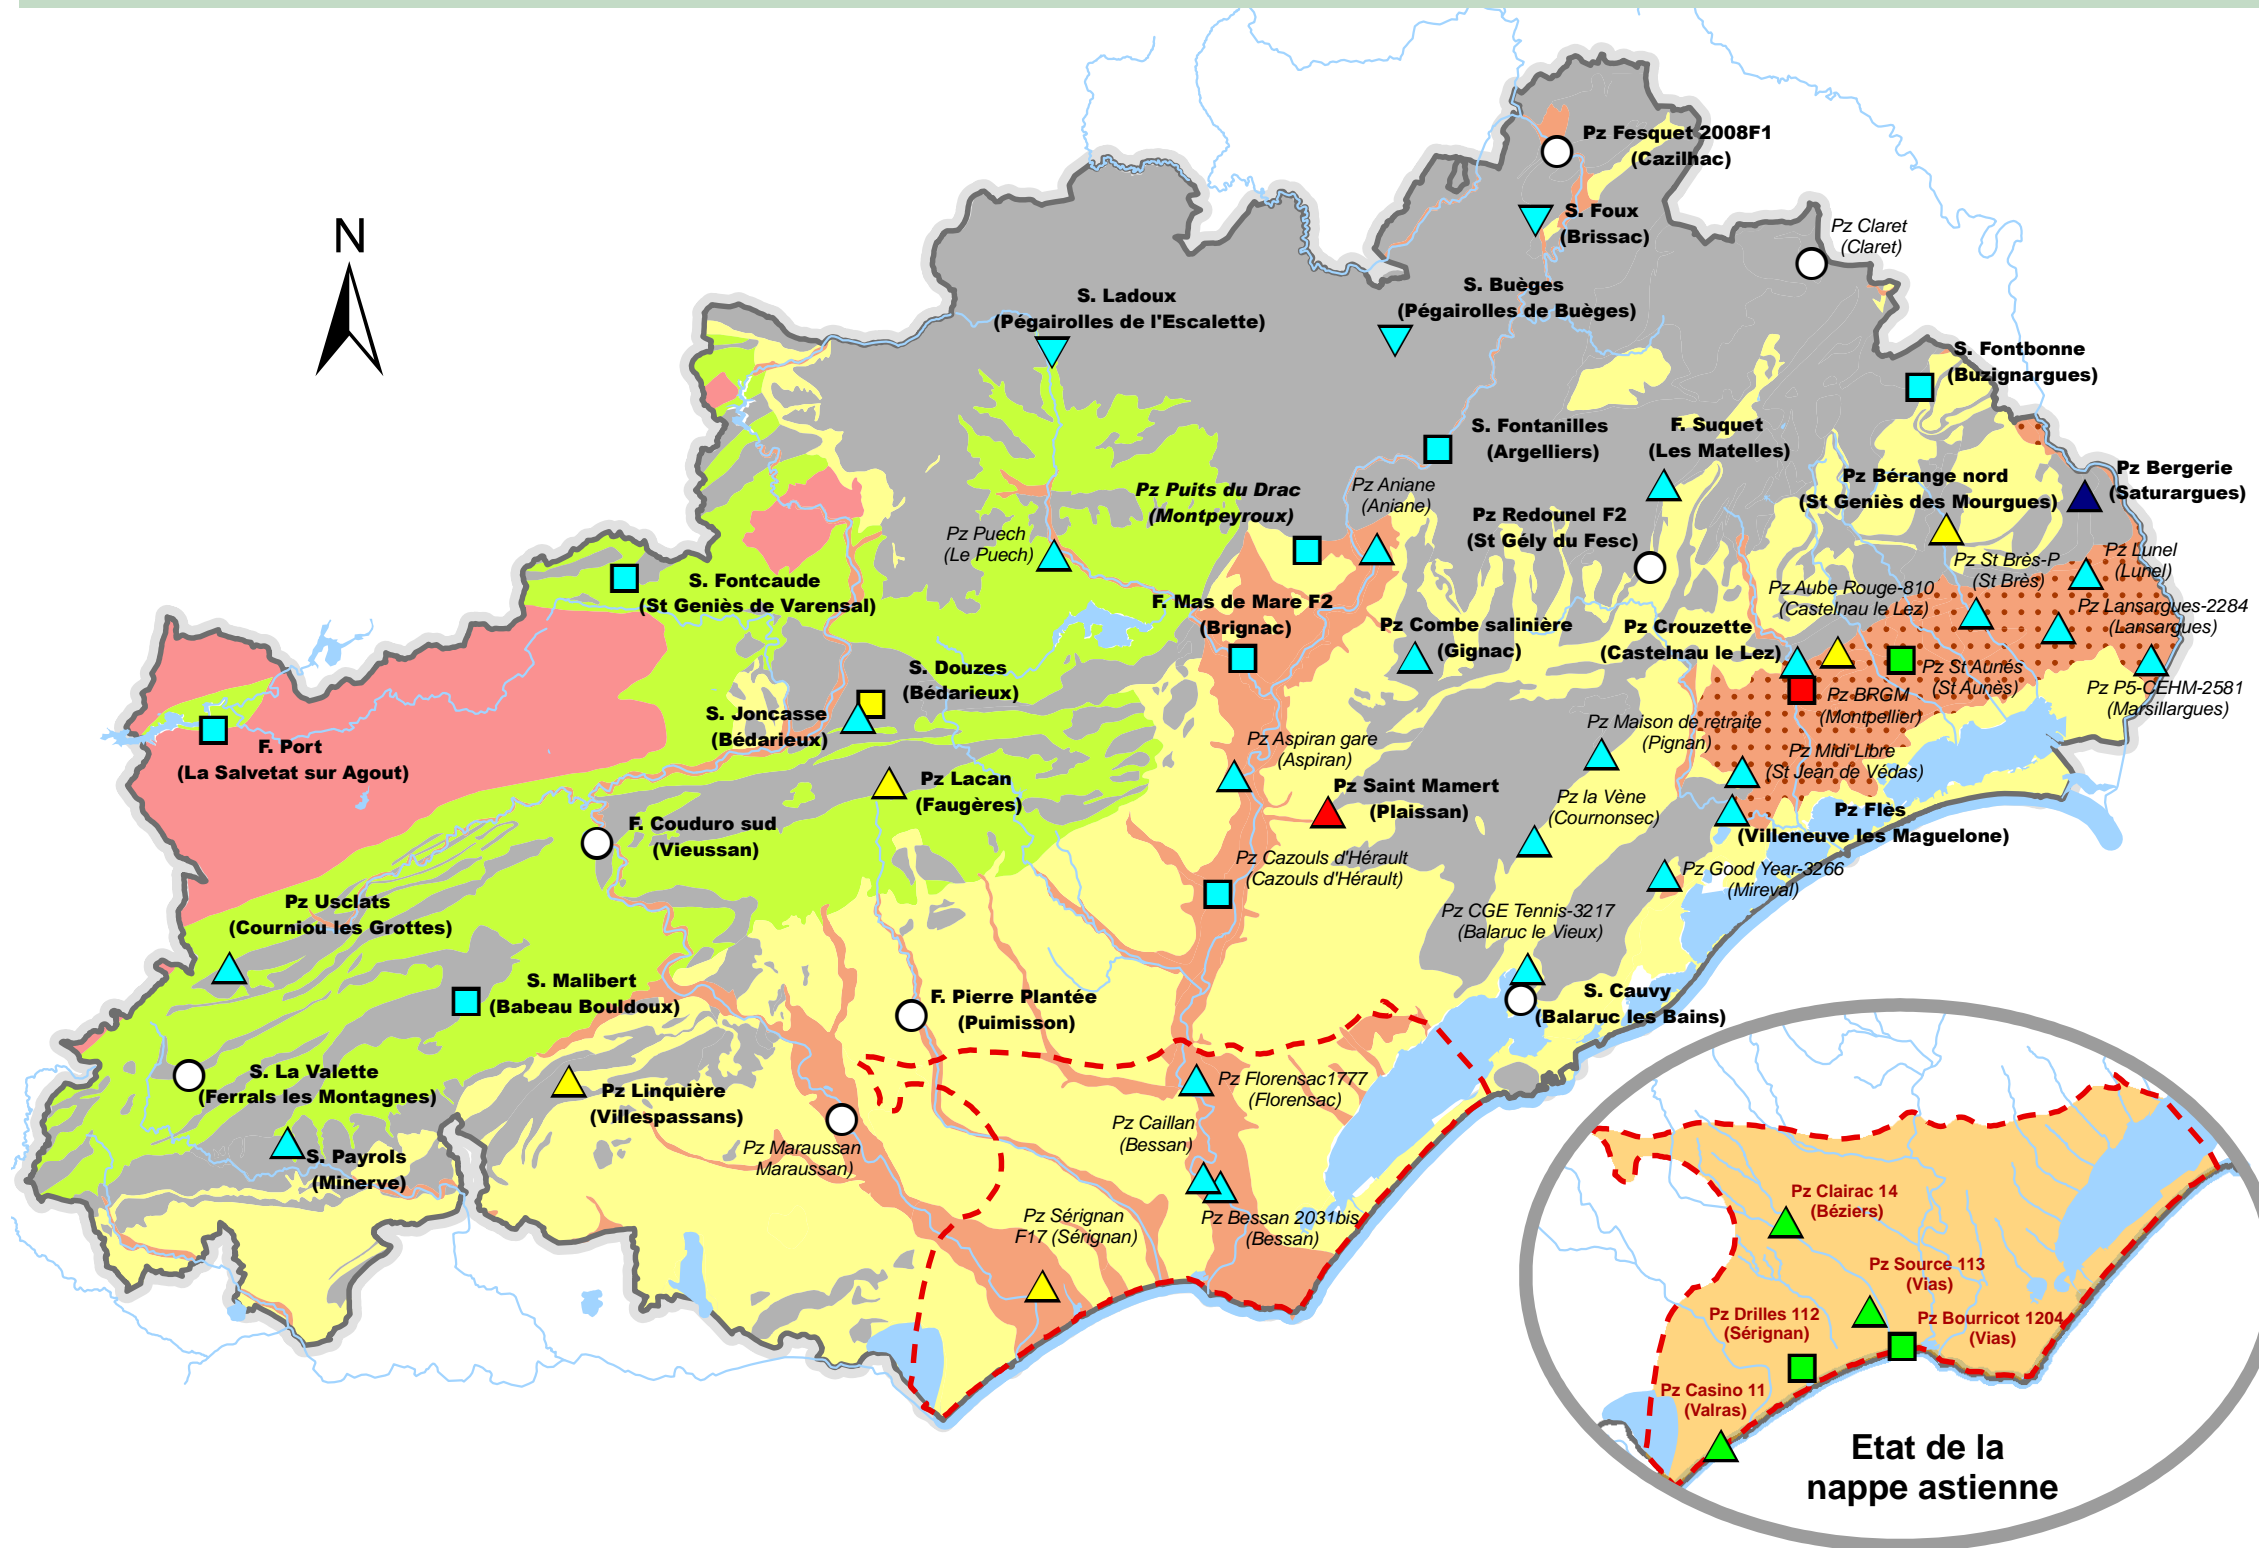 N
Pz Fesquet 2008F1
(Cazilhac)
S. Foux
(Brissac)
Pz Claret
(Claret)
S. Ladoux
(Pégairolles de l'Escalette)
S. Buèges
(Pégairolles de Buèges)
S. Fontbonne
(Buzignargues)
S. Fontanilles
(Argelliers)
F. Suquet
(Les Matelles)
Pz Bérange nord
(St Geniès des Mourgues)
Pz Bergerie
(Saturargues)
Pz Puits du Drac
(Montpeyroux)
Pz Aniane
(Aniane)
Pz Redounel F2
(St Gély du Fesc)
Pz Puech
(Le Puech)
Pz St Brès-P
(St Brès)
Pz Lunel
(Lunel)
S. Fontcaude
(St Geniès de Varensal)
F. Mas de Mare F2
(Brignac)
Pz Aube Rouge-810
(Castelnau le Lez)
Pz Lansargues-2284
(Lansargues)
Pz Combe salinière
(Gignac)
Pz Crouzette
(Castelnau le Lez)
S. Douzes
(Bédarieux)
Pz St Aunés
(St Aunès)
Pz P5-CEHM-2581
(Marsillargues)
S. Joncasse
(Bédarieux)
Pz BRGM
(Montpellier)
Pz Maison de retraite
(Pignan)
F. Port
(La Salvetat sur Agout)
Pz Aspiran gare
(Aspiran)
Pz Midi Libre
(St Jean de Védas)
Pz Lacan
(Faugères)
Pz Saint Mamert
(Plaissan)
Pz la Vène
(Cournonsec)
Pz Flès
(Villeneuve les Maguelone)
F. Couduro sud
(Vieussan)
Pz Cazouls d'Hérault
(Cazouls d'Hérault)
Pz Good Year-3266
(Mireval)
Pz Usclats
(Courniou les Grottes)
Pz CGE Tennis-3217
(Balaruc le Vieux)
S. Malibert
(Babeau Bouldoux)
F. Pierre Plantée
(Puimisson)
S. Cauvy
(Balaruc les Bains)
S. La Valette
(Ferrals les Montagnes)
Pz Linquière
(Villespassans)
Pz Florensac1777
(Florensac)
Pz Caillan
(Bessan)
Pz Maraussan
Maraussan)
S. Payrols
(Minerve)
Pz Sérignan
F17 (Sérignan)
Pz Bessan 2031bis
(Bessan)
Pz Clairac 14
(Béziers)
Pz Source 113
(Vias)
Pz Drilles 112
(Sérignan)
Pz Bourricot 1204
(Vias)
Pz Casino 11
(Valras)
Etat de la
nappe astienne